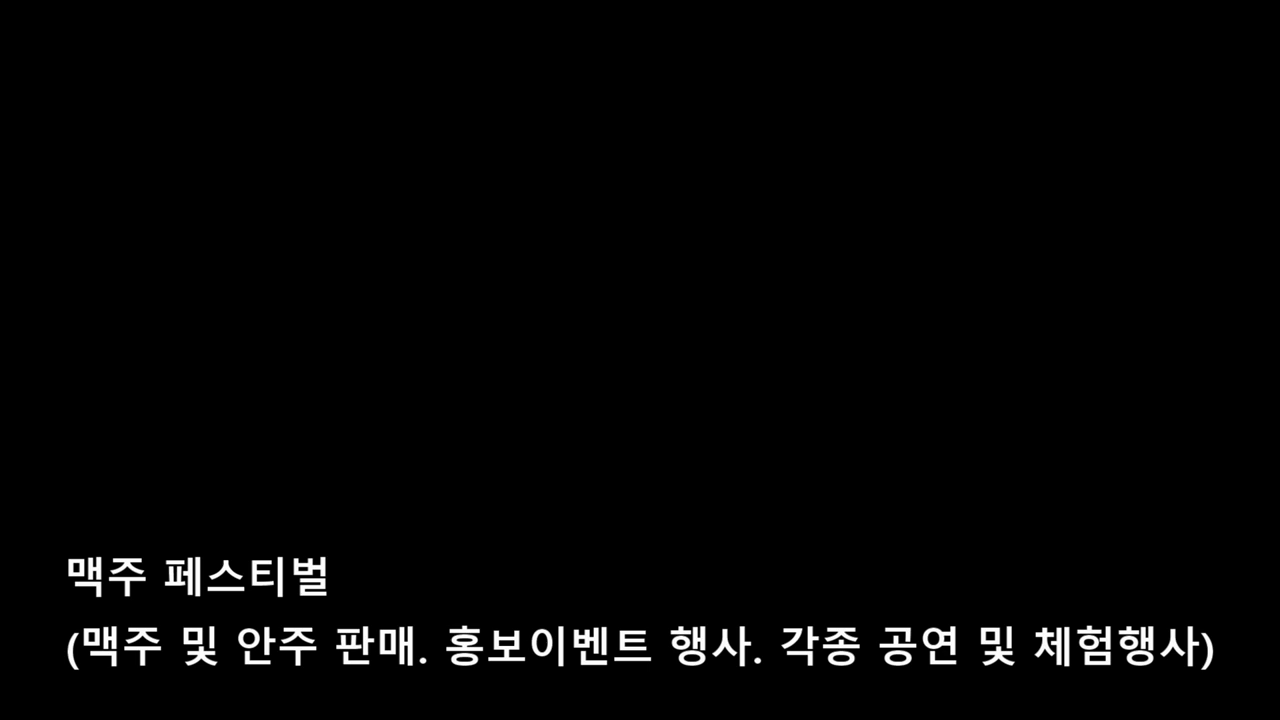 맥주 페스티벌
(맥주 및 안주 판매. 홍보이벤트 행사. 각종 공연 및 체험행사)